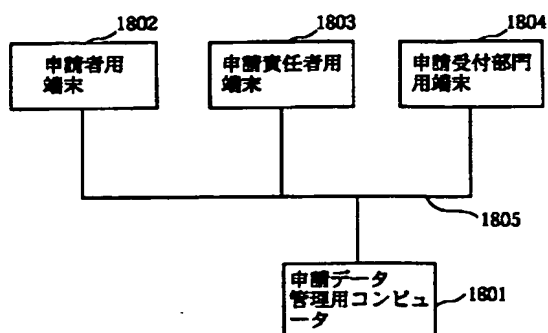 1802
1803
1804
申請者用
端末
申請責任者用
端末
申請受付部門
用端末
1805
申請データ
管理用コンピュ
ータ
1801